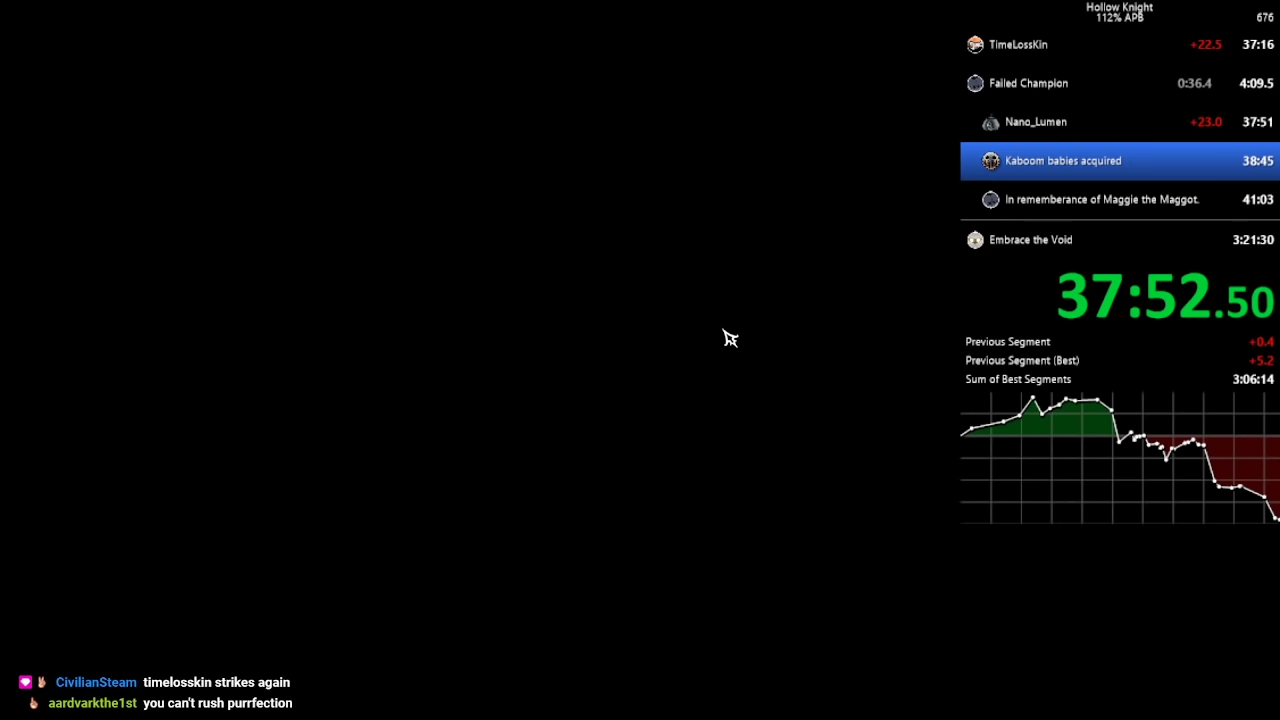 Hollow Knight
112% APB 676
TimeLossKin +22.5 37:16
Failed Champion 0:36.4 4:09.5
Nano_Lumen +23.0 37:51
Kaboom babies acquired 38:45
In rememberance of Maggie the Maggot. 41:03
Embrace the Void 3:21:30
37:52.50
Previous Segment +0.4
Previous Segment (Best) +5.2
Sum of Best Segments 3:06:14
CivilianSteam timelosskin strikes again
aardvarkthe1st you can't rush purrfection